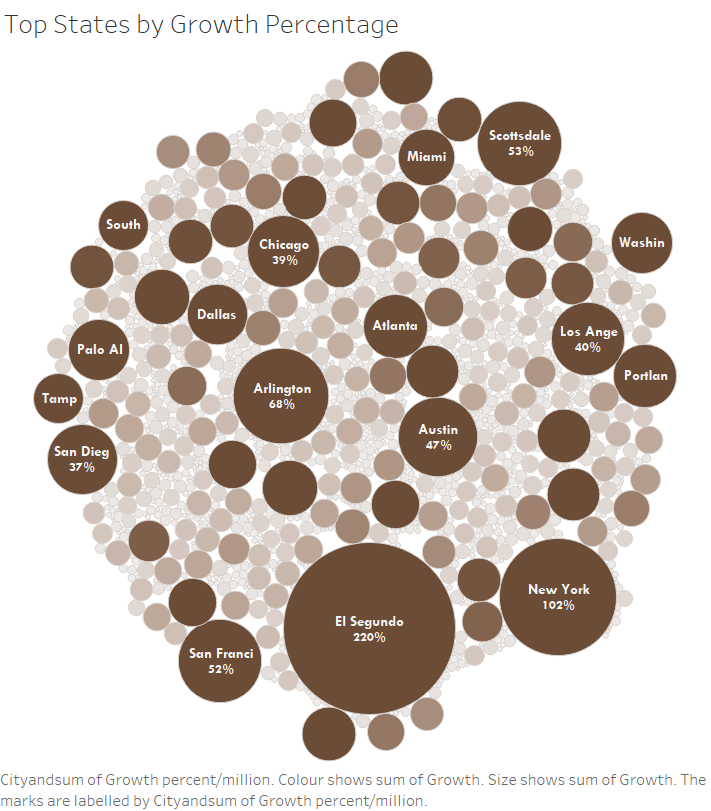 Top States by Growth Percentage
Scottsdale
53%
Miami
South
Washin
Chicago
39%
Dallas
Atlanta
Los Ange
40%
Palo Al
Portlan
Arlington
68%
Tamp
Austin
47%
San Dieg
37%
New York
102%
El Segundo
220%
San Franci
52%
Cityandsum of Growth percent/million. Colour shows sum of Growth. Size shows sum of Growth. The
marks are labelled by Cityandsum of Growth percent/million.